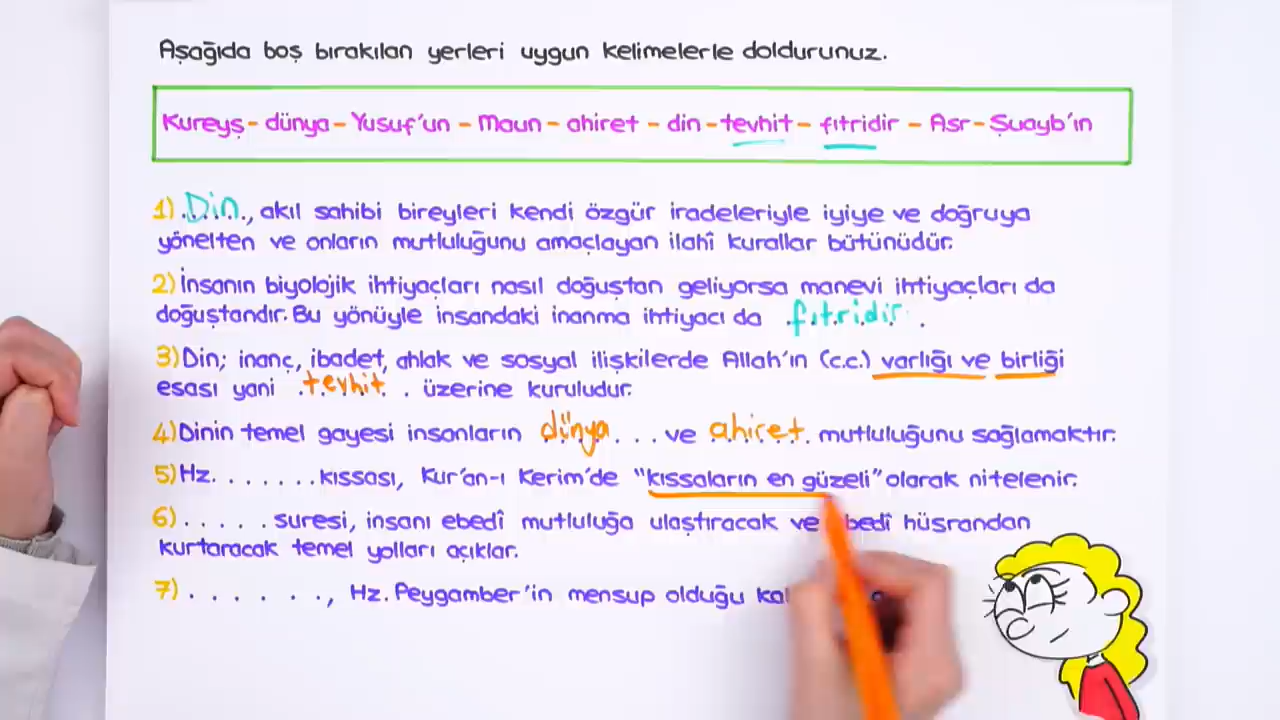 Aşağıda boş bırakılan yerleri uygun kelimelerle doldurunuz.
Kureyş - dünya - Yusuf'un - Maun - ahiret - din - tevhit - fıtridir - Asr - Şuayb'ın
1) Din, akıl sahibi bireyleri kendi özgür iradeleriyle iyiye ve doğruya
yönelten ve onların mutluluğunu amaçlayan ilahî kurallar bütünüdür.
2) İnsanın biyolojik ihtiyaçları nasıl doğuştan geliyorsa manevi ihtiyaçları da
doğuştandır. Bu yönüyle insandaki inanma ihtiyacı da fıtridir .
3) Din; inanç, ibadet, ahlak ve sosyal ilişkilerde Allah'ın (c.c.) varlığı ve birliği
esası yani tevhit . üzerine kuruludur.
4) Dinin temel gayesi insanların dünya . . . ve ahiret . mutluluğunu sağlamaktır.
5) Hz. . . . . . . kıssası, Kur'an-ı Kerim'de "kıssaların en güzeli" olarak nitelenir.
6) . . . . . suresi, insanı ebedî mutluluğa ulaştıracak ve ebedî hüsrandan
kurtaracak temel yolları açıklar.
7) . . . . . . , Hz. Peygamber'in mensup olduğu